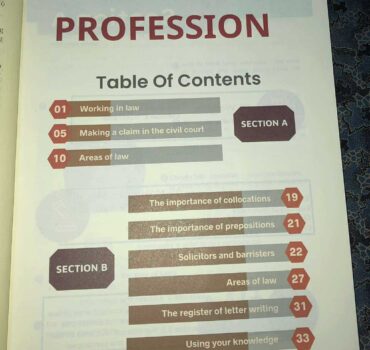 PROFESSION
Table Of Contents
01 Working in law
05 Making a claim in the civil court
10 Areas of law
SECTION A
The importance of collocations 19
The importance of prepositions 21
Solicitors and barristers 22
Areas of law 27
The register of letter writing 31
Using your knowledge 33
SECTION B